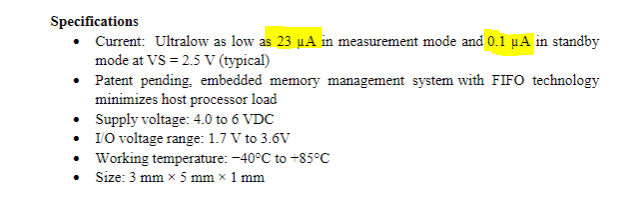 Specifications
• Current: Ultralow as low as 23 μA in measurement mode and 0.1 μA in standby
mode at VS = 2.5 V (typical)
• Patent pending, embedded memory management system with FIFO technology
minimizes host processor load
• Supply voltage: 4.0 to 6 VDC
• I/O voltage range: 1.7 V to 3.6V
• Working temperature: −40°C to +85°C
• Size: 3 mm × 5 mm × 1 mm